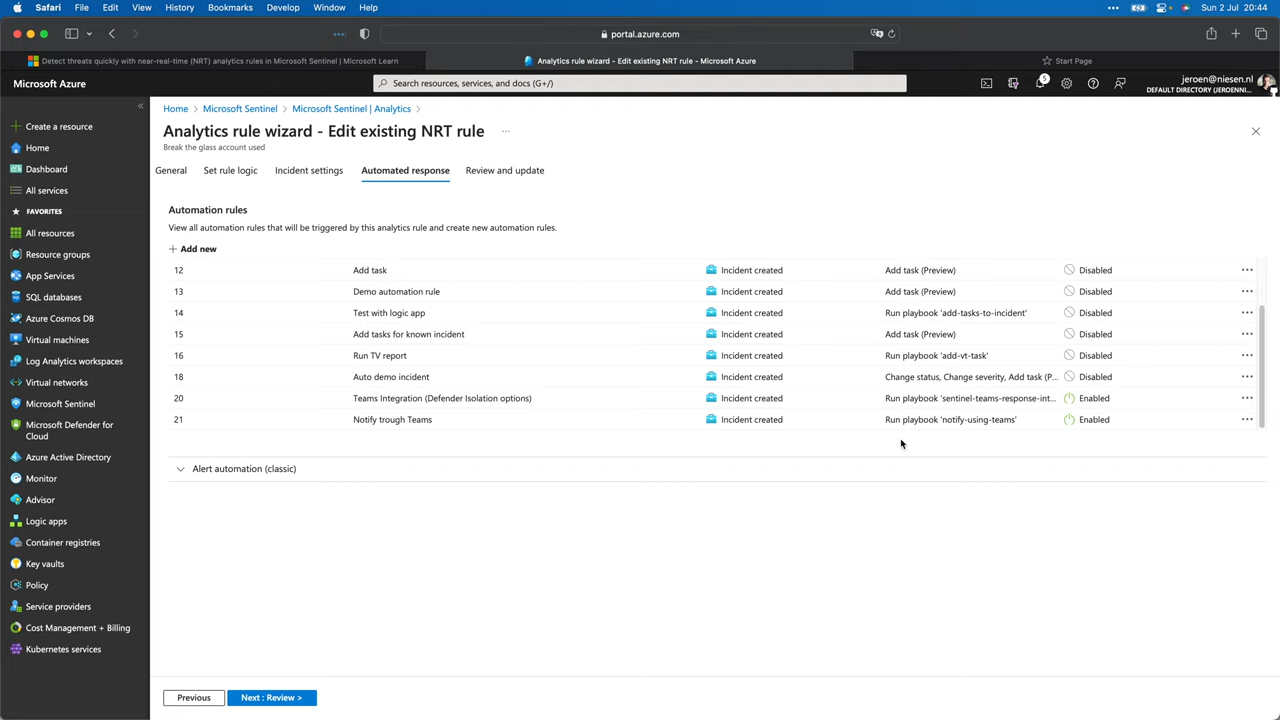 Safari File Edit View History Bookmarks Develop Window Help
Sun 2 Jul 20:44
portal.azure.com
Detect threats quickly with near-real-time (NRT) analytics rules in Microsoft Sentinel | Microsoft Learn
Analytics rule wizard - Edit existing NRT rule - Microsoft Azure
Start Page
Microsoft Azure
Search resources, services, and docs (G+/)
5
jeroen@niesen.nl
DEFAULT DIRECTORY (JEROENNI...
Home > Microsoft Sentinel > Microsoft Sentinel | Analytics >
Analytics rule wizard - Edit existing NRT rule ...
Break the glass account used
General Set rule logic Incident settings Automated response Review and update
Create a resource
Home
Dashboard
All services
FAVORITES
All resources
Resource groups
App Services
SQL databases
Azure Cosmos DB
Virtual machines
Log Analytics workspaces
Virtual networks
Microsoft Sentinel
Microsoft Defender for
Cloud
Azure Active Directory
Monitor
Advisor
Logic apps
Container registries
Key vaults
Policy
Service providers
Cost Management + Billing
Kubernetes services
Automation rules
View all automation rules that will be triggered by this analytics rule and create new automation rules.
+ Add new
12 Add task Incident created Add task (Preview) Disabled
13 Demo automation rule Incident created Add task (Preview) Disabled
14 Test with logic app Incident created Run playbook 'add-tasks-to-incident' Disabled
15 Add tasks for known incident Incident created Add task (Preview) Disabled
16 Run TV report Incident created Run playbook 'add-vt-task' Disabled
18 Auto demo incident Incident created Change status, Change severity, Add task (P... Disabled
20 Teams Integration (Defender Isolation options) Incident created Run playbook 'sentinel-teams-response-int... Enabled
21 Notify trough Teams Incident created Run playbook 'notify-using-teams' Enabled
Alert automation (classic)
Previous
Next : Review >